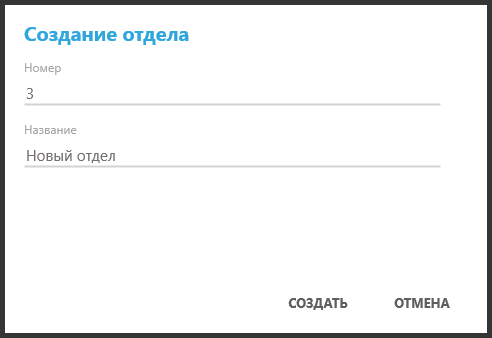 Создание отдела
Номер
3
Название
Новый отдел
СОЗДАТЬ ОТМЕНА